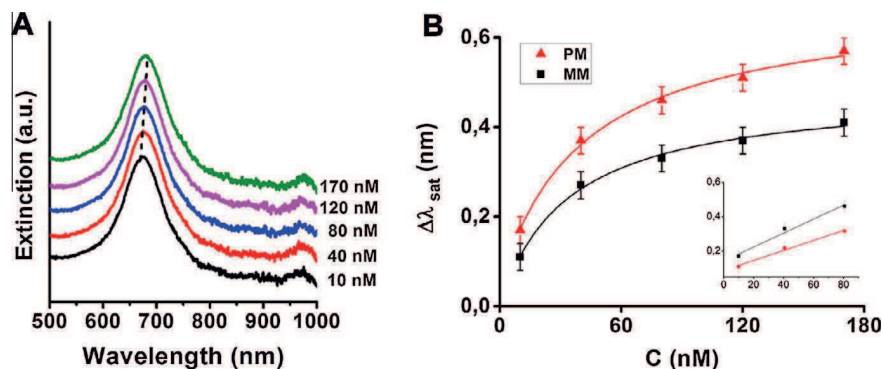 A
Extinction (a.u.)
170 nM
120 nM
80 nM
40 nM
10 nM
500 600 700 800 900 1000
Wavelength (nm)
B
Δλ sat (nm)
0,6
0,4
0,2
0,0
PM
MM
0,6
0,4
0,2
0 20 40 60 80
0 60 120 180
C (nM)